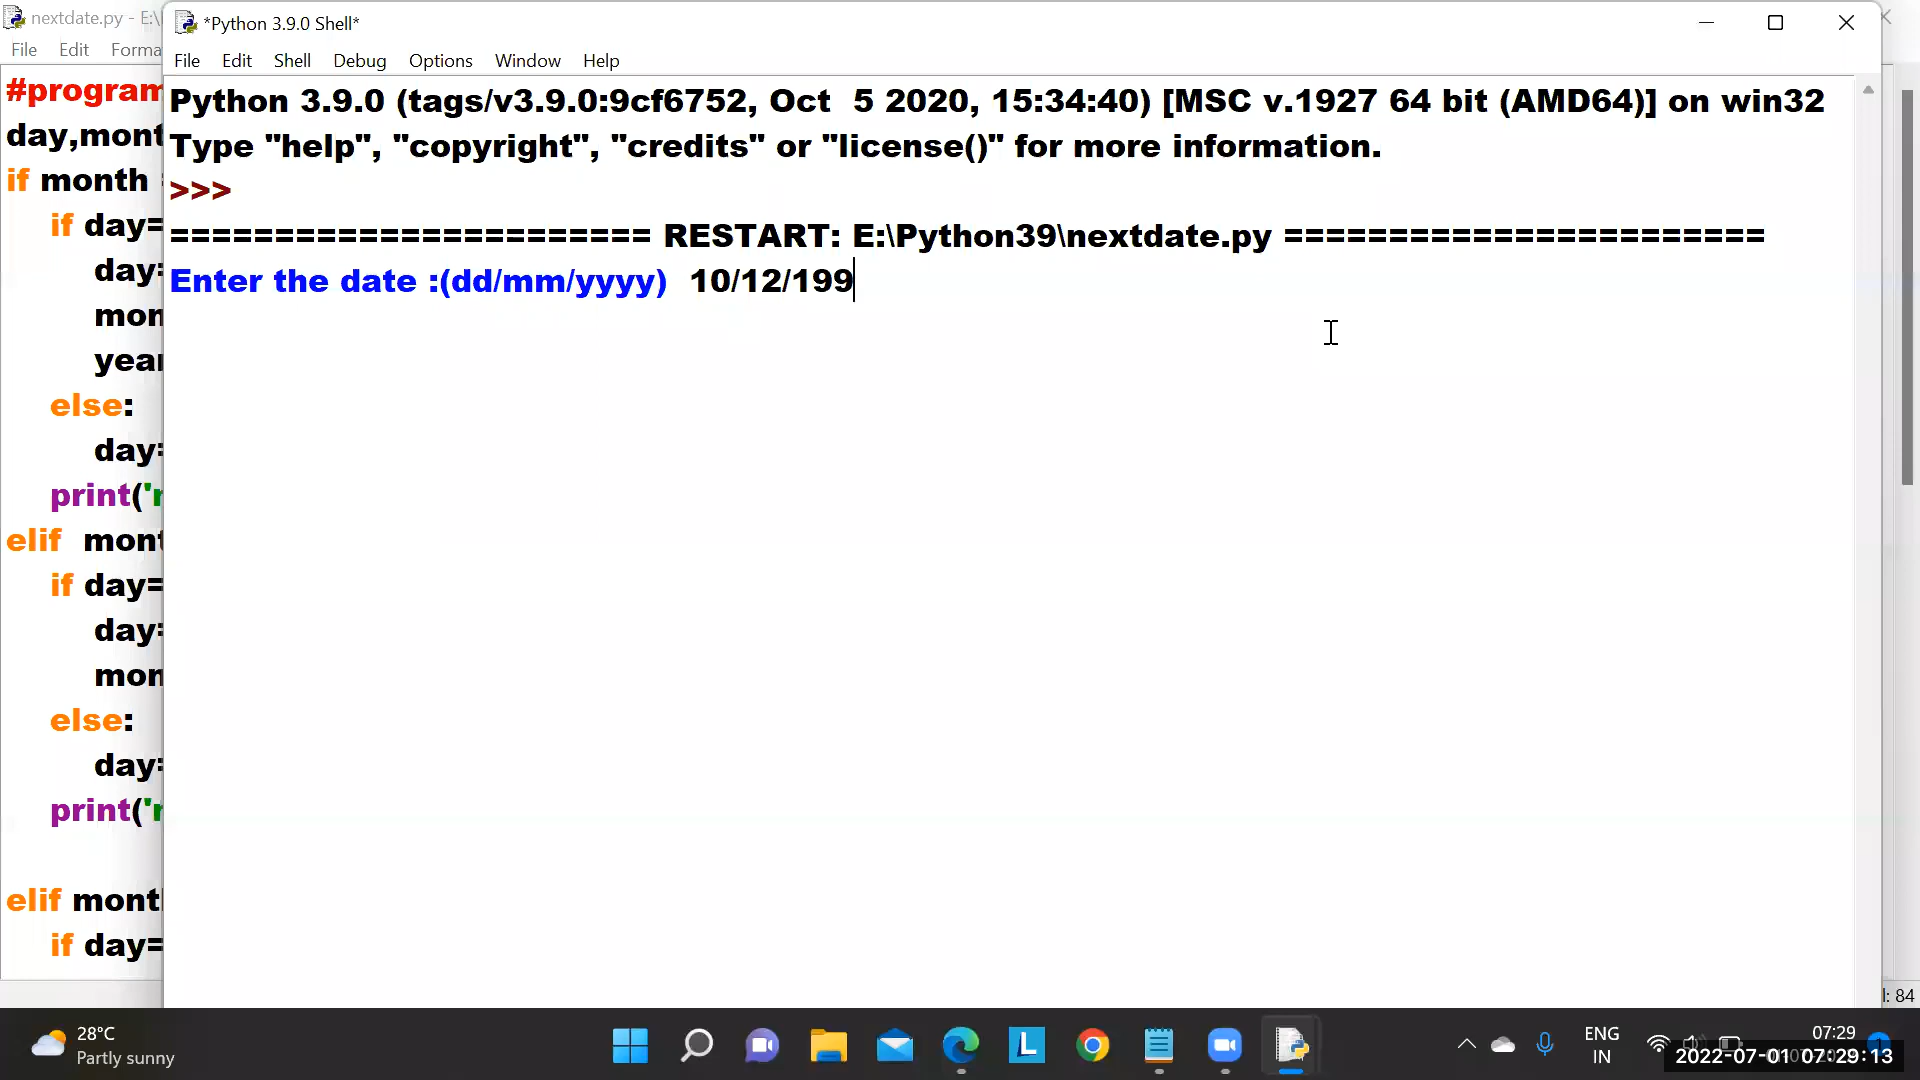 nextdate.py - E:\
File Edit Forma
#program
day,mont
if month
if day=
day=
mon
year
else:
day=
print('n
elif mont
if day=
day=
mon
else:
day=
print('n
elif mont
if day=
*Python 3.9.0 Shell*
File Edit Shell Debug Options Window Help
Python 3.9.0 (tags/v3.9.0:9cf6752, Oct  5 2020, 15:34:40) [MSC v.1927 64 bit (AMD64)] on win32
Type "help", "copyright", "credits" or "license()" for more information.
>>>
======================= RESTART: E:\Python39\nextdate.py =======================
Enter the date :(dd/mm/yyyy)  10/12/199
l: 84
28°C
Partly sunny
L
ENG
IN
07:29
2022-07-01 07:29:13